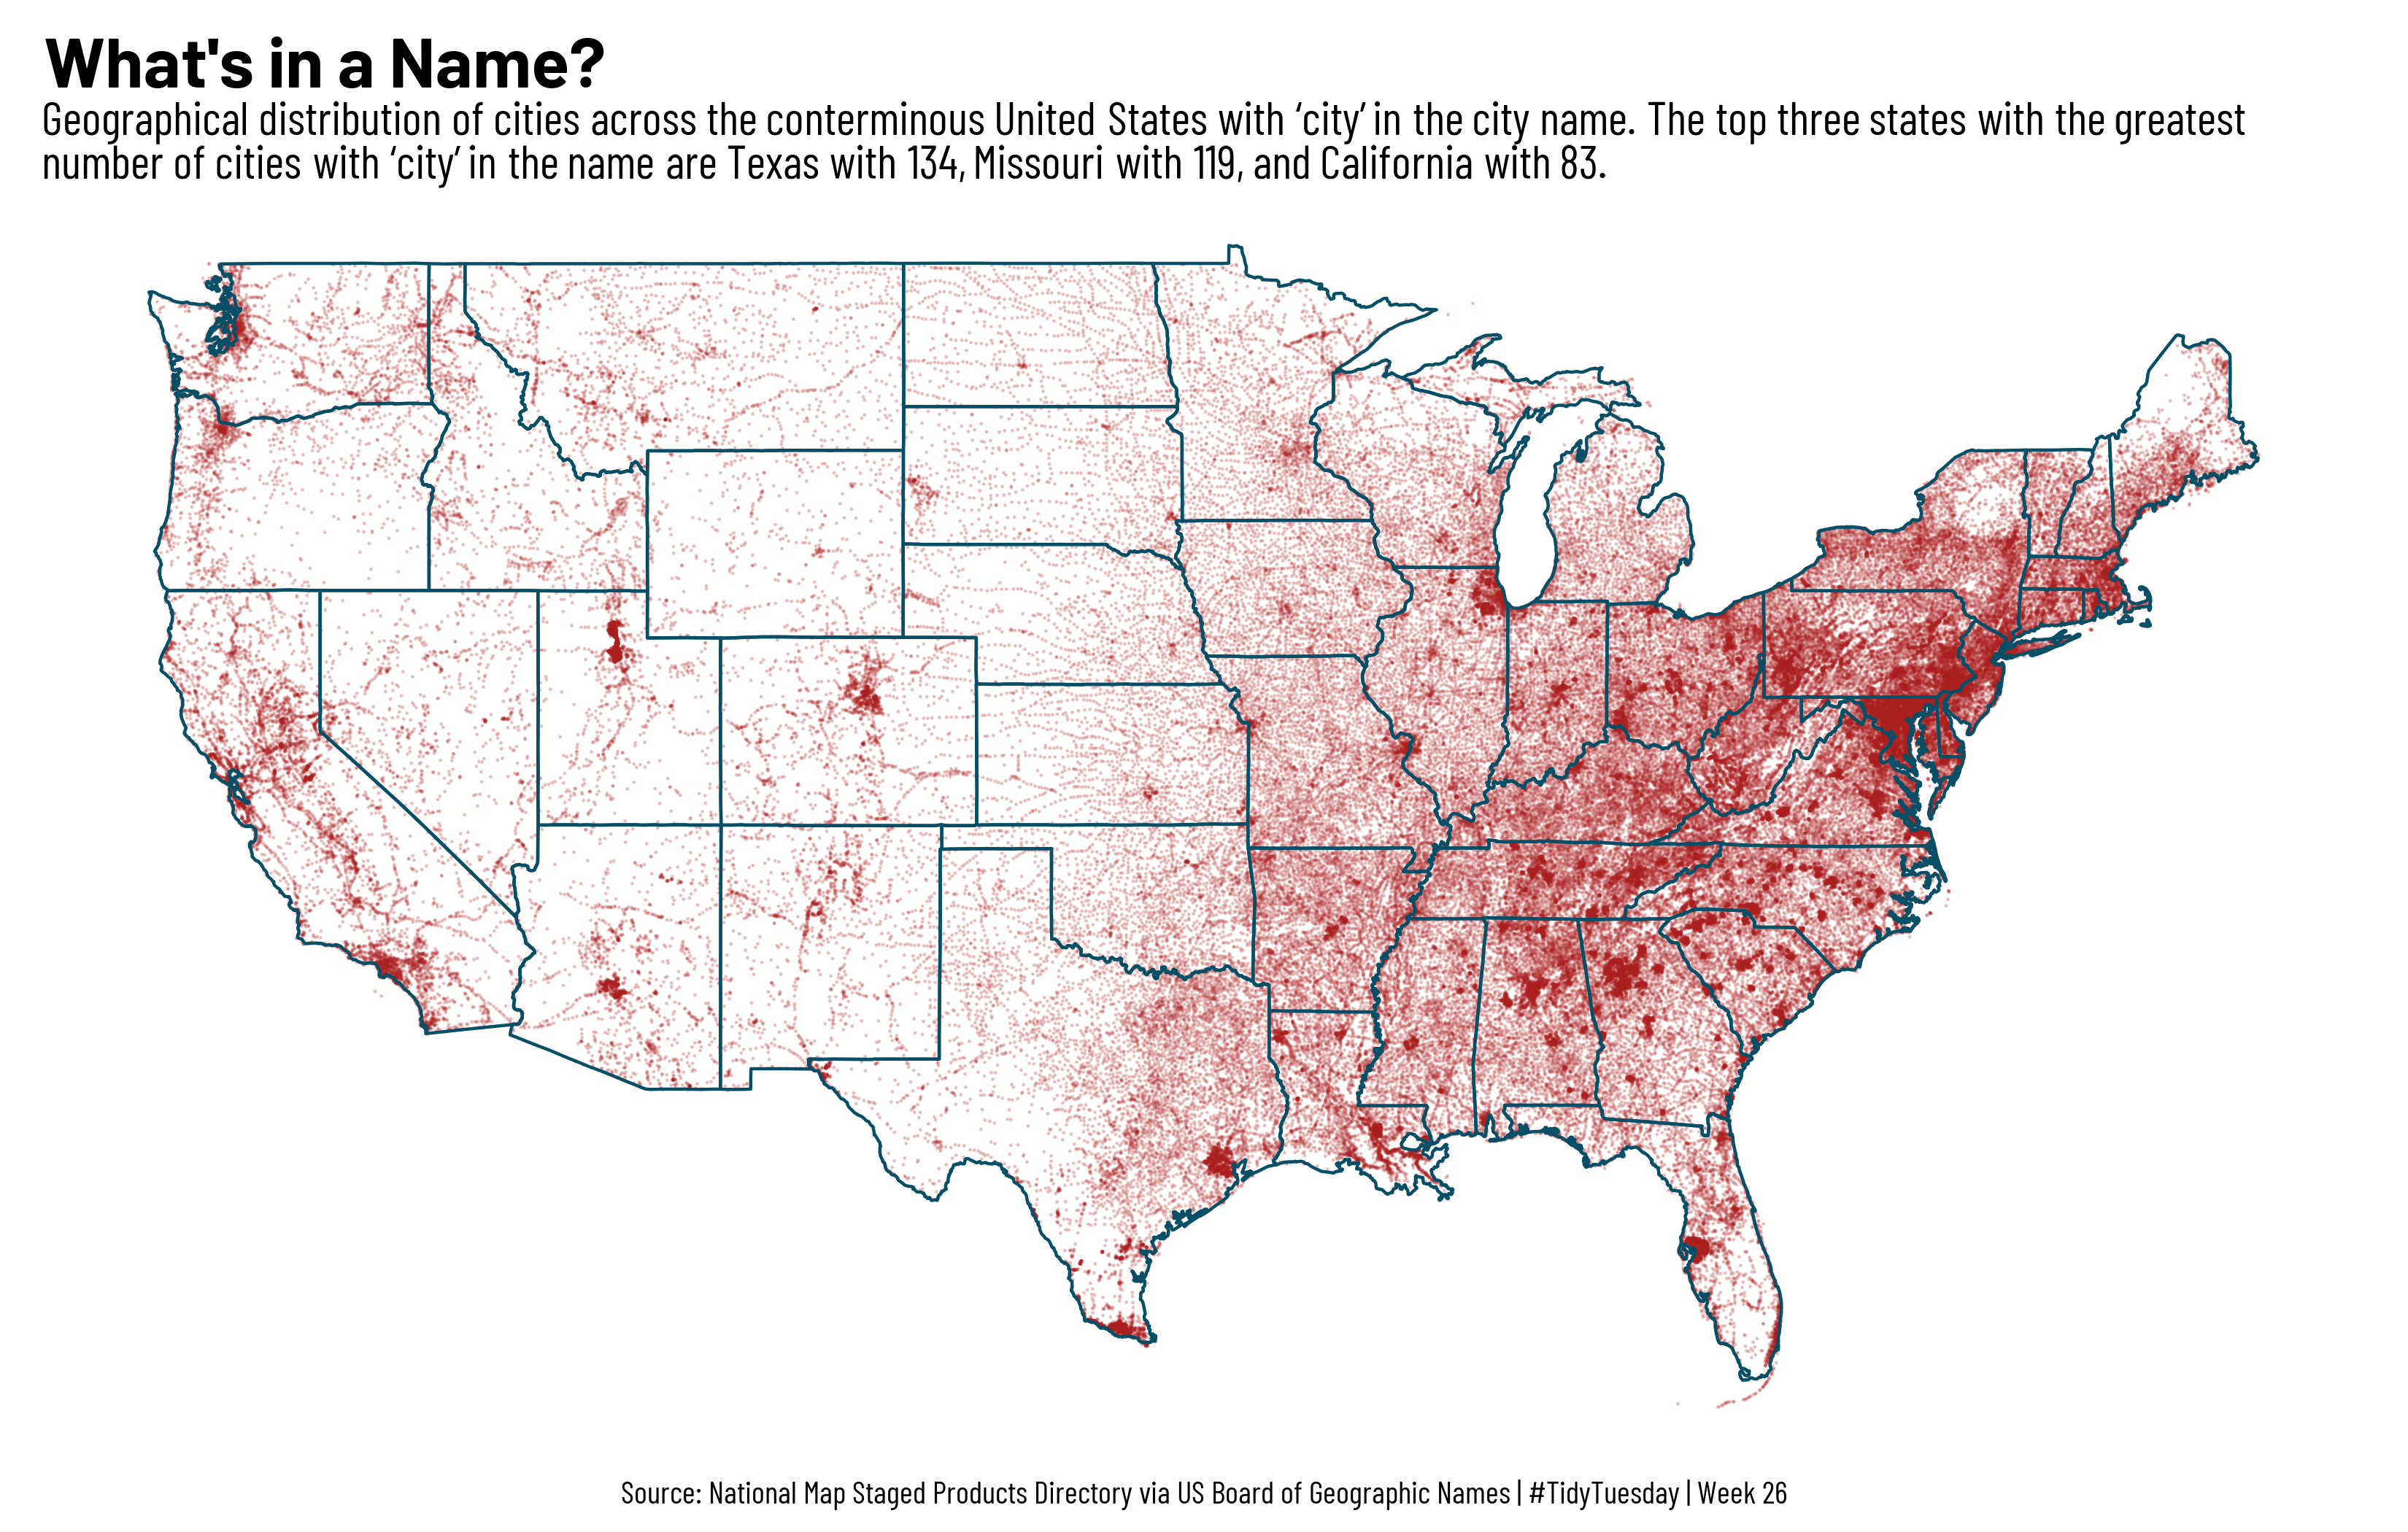 What's in a Name?
Geographical distribution of cities across the conterminous United States with ‘city’ in the city name. The top three states with the greatest
number of cities with ‘city’ in the name are Texas with 134, Missouri with 119, and California with 83.
Source: National Map Staged Products Directory via US Board of Geographic Names | #TidyTuesday | Week 26